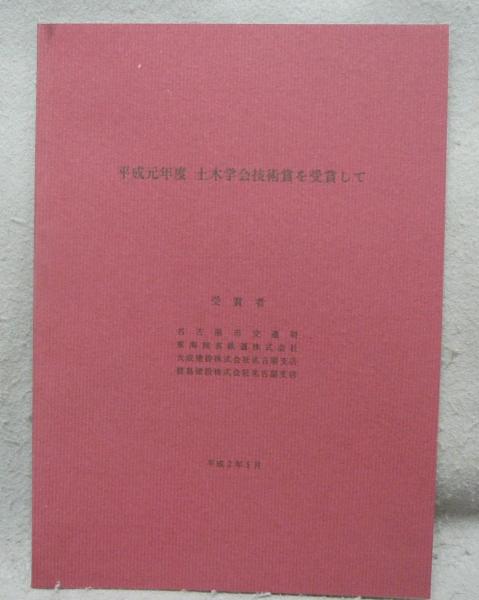 平成元年度 土木学会技術賞を受賞して
受賞者
名古屋市交通局
東海旅客鉄道株式会社
大成建設株式会社名古屋支店
鹿島建設株式会社名古屋支店
平成2年5月